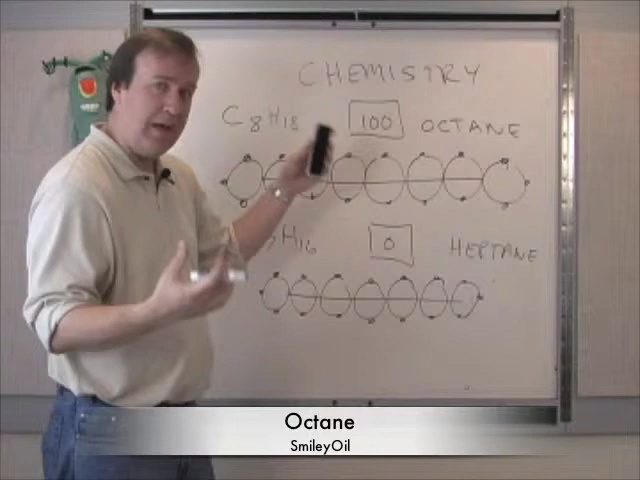 CHEMISTRY
C8H18 100 OCTANE
H16 0 HEPTANE
Octane
SmileyOil